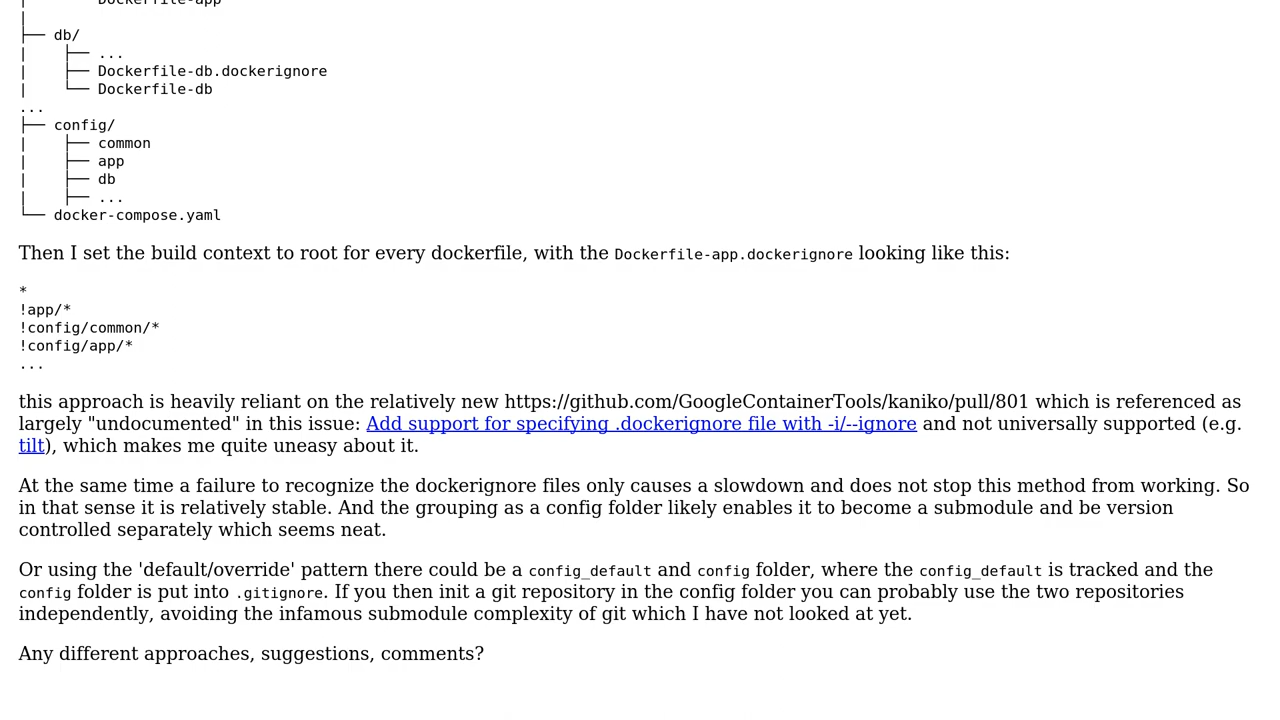 |        Dockerfile-app
|
├── db/
|    ├── ...
|    ├── Dockerfile-db.dockerignore
|    └── Dockerfile-db
...
├── config/
|    ├── common
|    ├── app
|    ├── db
|    ├── ...
└── docker-compose.yaml
Then I set the build context to root for every dockerfile, with the Dockerfile-app.dockerignore looking like this:
*
!app/*
!config/common/*
!config/app/*
...
this approach is heavily reliant on the relatively new https://github.com/GoogleContainerTools/kaniko/pull/801 which is referenced as
largely "undocumented" in this issue: Add support for specifying .dockerignore file with -i/--ignore and not universally supported (e.g.
tilt), which makes me quite uneasy about it.
At the same time a failure to recognize the dockerignore files only causes a slowdown and does not stop this method from working. So
in that sense it is relatively stable. And the grouping as a config folder likely enables it to become a submodule and be version
controlled separately which seems neat.
Or using the 'default/override' pattern there could be a config_default and config folder, where the config_default is tracked and the
config folder is put into .gitignore. If you then init a git repository in the config folder you can probably use the two repositories
independently, avoiding the infamous submodule complexity of git which I have not looked at yet.
Any different approaches, suggestions, comments?